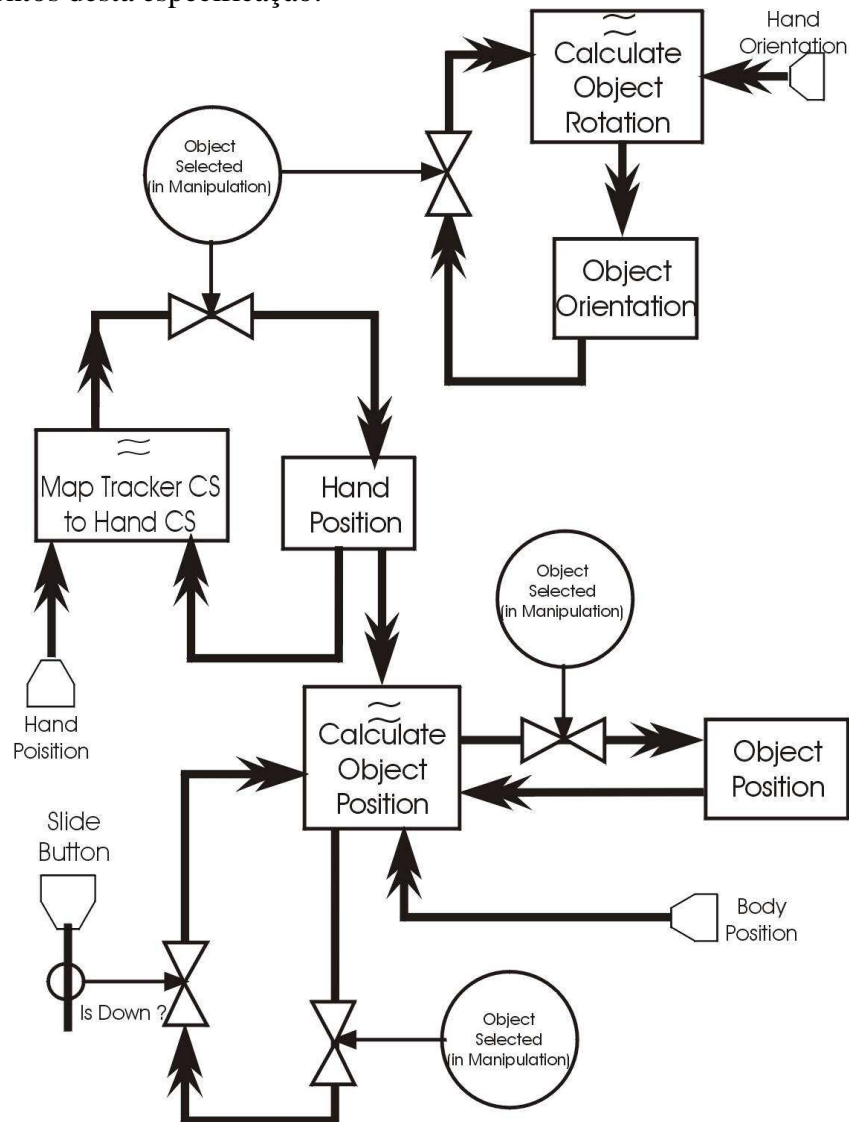 desta especificação.
Hand
Orientation
Calculate
Object
Rotation
Object
Selected
(in Manipulation)
Object
Orientation
Map Tracker CS
to Hand CS
Hand
Position
Object
Selected
(in Manipulation)
Hand
Poisition
Calculate
Object
Position
Object
Position
Slide
Button
Body
Position
Is Down ?
Object
Selected
(in Manipulation)